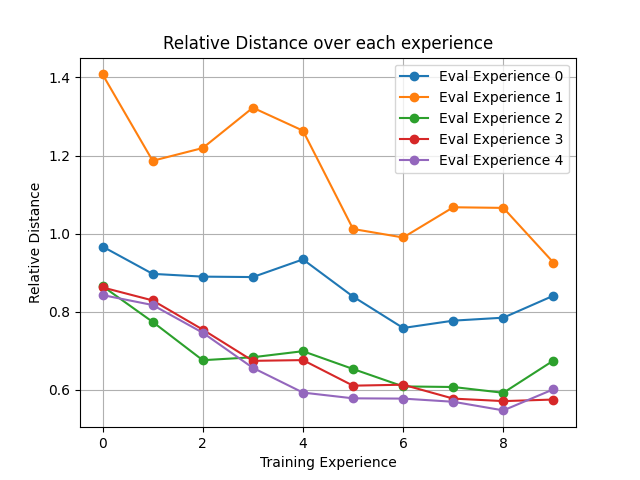 Relative Distance over each experience
Eval Experience 0
Eval Experience 1
Eval Experience 2
Eval Experience 3
Eval Experience 4
1.4
1.2
1.0
0.8
0.6
Relative Distance
0 2 4 6 8
Training Experience